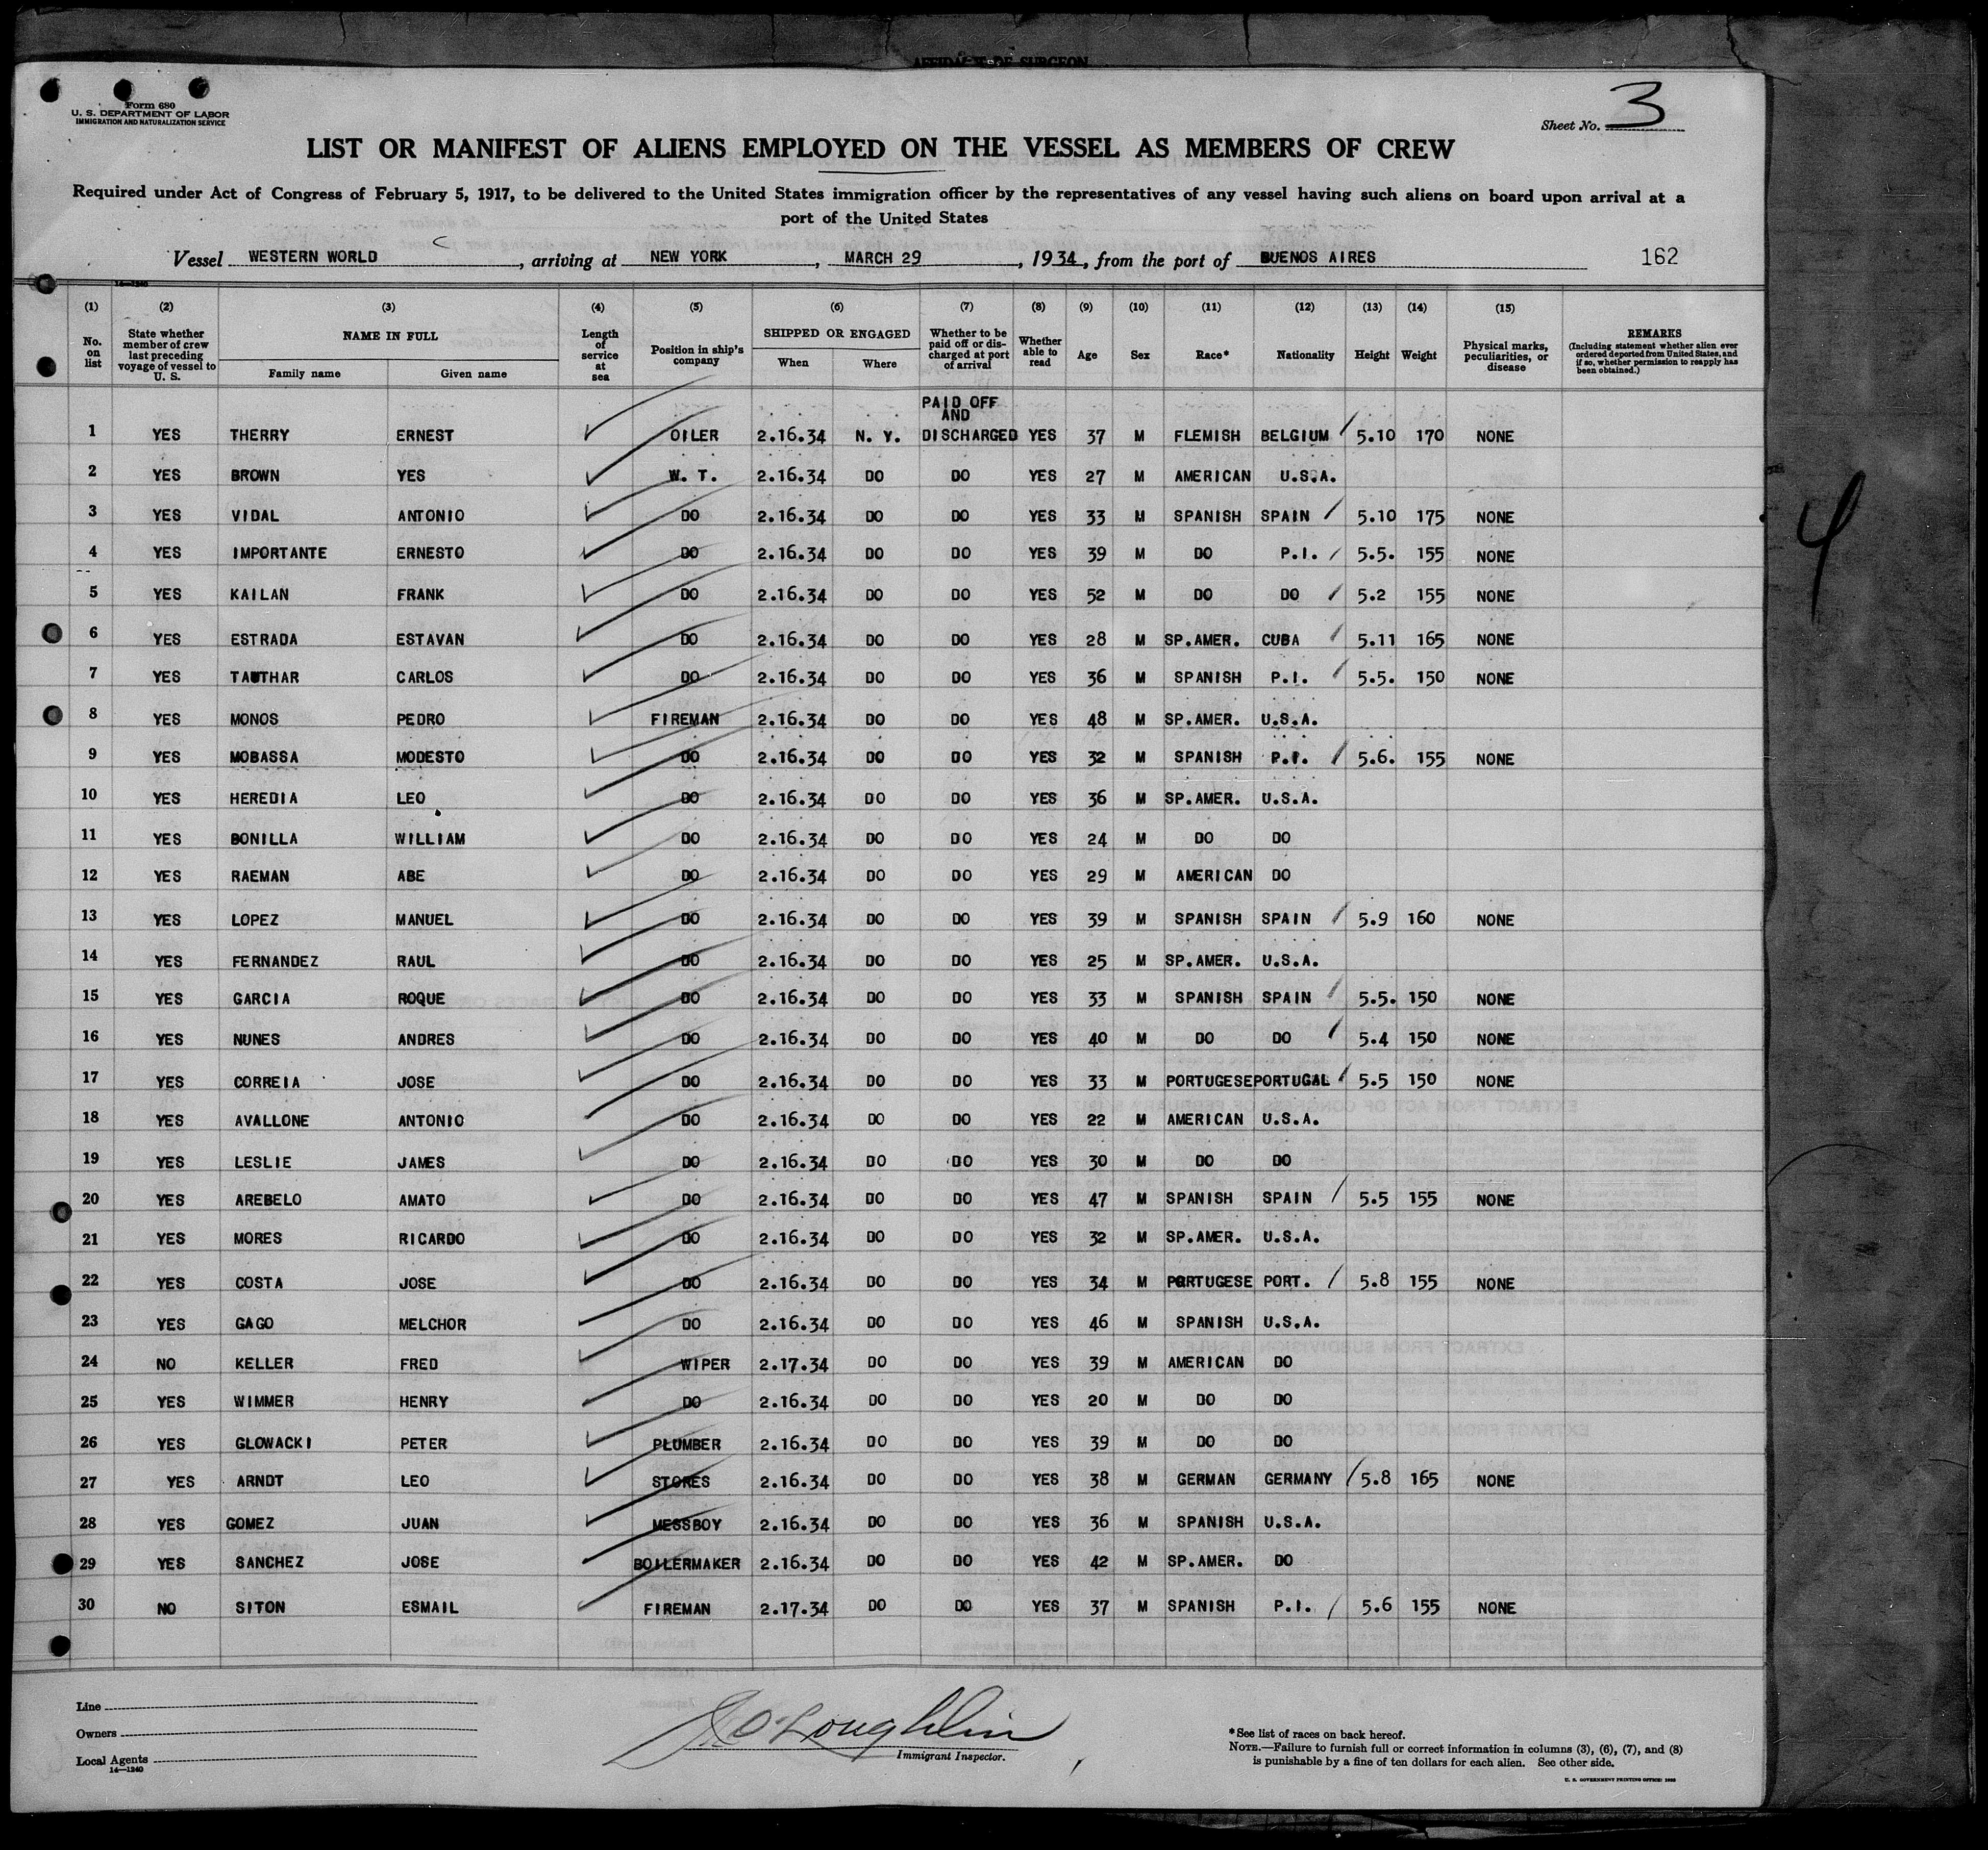 AFFIDAVIT OF SURGEON
Form 680
U. S. DEPARTMENT OF LABOR
IMMIGRATION AND NATURALIZATION SERVICE
Sheet No. 3
LIST OR MANIFEST OF ALIENS EMPLOYED ON THE VESSEL AS MEMBERS OF CREW
Required under Act of Congress of February 5, 1917, to be delivered to the United States immigration officer by the representatives of any vessel having such aliens on board upon arrival at a
port of the United States
Vessel WESTERN WORLD, arriving at NEW YORK, MARCH 29, 1934, from the port of BUENOS AIRES 162
14—1240
(1) (2) (3) (4) (5) (6) (7) (8) (9) (10) (11) (12) (13) (14) (15)
No. on list State whether member of crew last preceding voyage of vessel to U. S. NAME IN FULL Family name Given name Length of service at sea Position in ship's company SHIPPED OR ENGAGED When Where Whether to be paid off or discharged at port of arrival Whether able to read Age Sex Race* Nationality Height Weight Physical marks, peculiarities, or disease REMARKS (Including statement whether alien ever ordered deported from United States, and if so, whether permission to reapply has been obtained.)
PAID OFF
AND
1 YES THERRY ERNEST OILER 2.16.34 N. Y. DISCHARGED YES 37 M FLEMISH BELGIUM 5.10 170 NONE
2 YES BROWN YES W. T. 2.16.34 DO DO YES 27 M AMERICAN U.S.A.
3 YES VIDAL ANTONIO DO 2.16.34 DO DO YES 33 M SPANISH SPAIN 5.10 175 NONE
4 YES IMPORTANTE ERNESTO DO 2.16.34 DO DO YES 39 M DO P.I. 5.5. 155 NONE
5 YES KAILAN FRANK DO 2.16.34 DO DO YES 52 M DO DO 5.2 155 NONE
6 YES ESTRADA ESTAVAN DO 2.16.34 DO DO YES 28 M SP.AMER. CUBA 5.11 165 NONE
7 YES TAUTHAR CARLOS DO 2.16.34 DO DO YES 36 M SPANISH P.I. 5.5. 150 NONE
8 YES MONOS PEDRO FIREMAN 2.16.34 DO DO YES 48 M SP.AMER. U.S.A.
9 YES MOBASSA MODESTO DO 2.16.34 DO DO YES 32 M SPANISH P.I. 5.6. 155 NONE
10 YES HEREDIA LEO DO 2.16.34 DO DO YES 36 M SP.AMER. U.S.A.
11 YES BONILLA WILLIAM DO 2.16.34 DO DO YES 24 M DO DO
12 YES RAEMAN ABE DO 2.16.34 DO DO YES 29 M AMERICAN DO
13 YES LOPEZ MANUEL DO 2.16.34 DO DO YES 39 M SPANISH SPAIN 5.9 160 NONE
14 YES FERNANDEZ RAUL DO 2.16.34 DO DO YES 25 M SP.AMER. U.S.A.
15 YES GARCIA ROQUE DO 2.16.34 DO DO YES 33 M SPANISH SPAIN 5.5. 150 NONE
16 YES NUNES ANDRES DO 2.16.34 DO DO YES 40 M DO DO 5.4 150 NONE
17 YES CORREIA JOSE DO 2.16.34 DO DO YES 33 M PORTUGESE PORTUGAL 5.5 150 NONE
18 YES AVALLONE ANTONIO DO 2.16.34 DO DO YES 22 M AMERICAN U.S.A.
19 YES LESLIE JAMES DO 2.16.34 DO DO YES 30 M DO DO
20 YES AREBELO AMATO DO 2.16.34 DO DO YES 47 M SPANISH SPAIN 5.5 155 NONE
21 YES MORES RICARDO DO 2.16.34 DO DO YES 32 M SP.AMER. U.S.A.
22 YES COSTA JOSE DO 2.16.34 DO DO YES 34 M PORTUGESE PORT. 5.8 155 NONE
23 YES GAGO MELCHOR DO 2.16.34 DO DO YES 46 M SPANISH U.S.A.
24 NO KELLER FRED WIPER 2.17.34 DO DO YES 39 M AMERICAN DO
25 YES WIMMER HENRY DO 2.16.34 DO DO YES 20 M DO DO
26 YES GLOWACKI PETER PLUMBER 2.16.34 DO DO YES 39 M DO DO
27 YES ARNDT LEO STORES 2.16.34 DO DO YES 38 M GERMAN GERMANY 5.8 165 NONE
28 YES GOMEZ JUAN MESSBOY 2.16.34 DO DO YES 36 M SPANISH U.S.A.
29 YES SANCHEZ JOSE BOILERMAKER 2.16.34 DO DO YES 42 M SP.AMER. DO
30 NO SITON ESMAIL FIREMAN 2.17.34 DO DO YES 37 M SPANISH P.I. 5.6 155 NONE
4
Line
Owners
Local Agents
14—1240
O'Loughlin
Immigrant Inspector.
*See list of races on back hereof.
NOTE.—Failure to furnish full or correct information in columns (3), (6), (7), and (8)
is punishable by a fine of ten dollars for each alien. See other side.